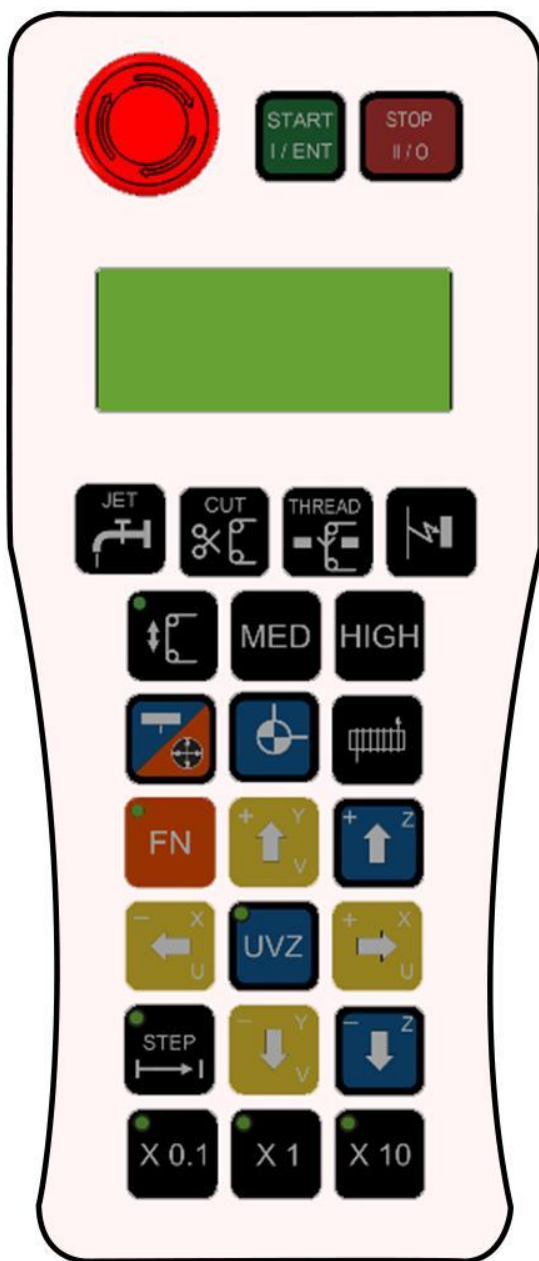 START
I / ENT
STOP
II / O
JET
CUT
THREAD
MED
HIGH
FN
+ Y
V
+ Z
- X
U
UVZ
+ X
U
STEP
- Y
V
- Z
X 0.1
X 1
X 10